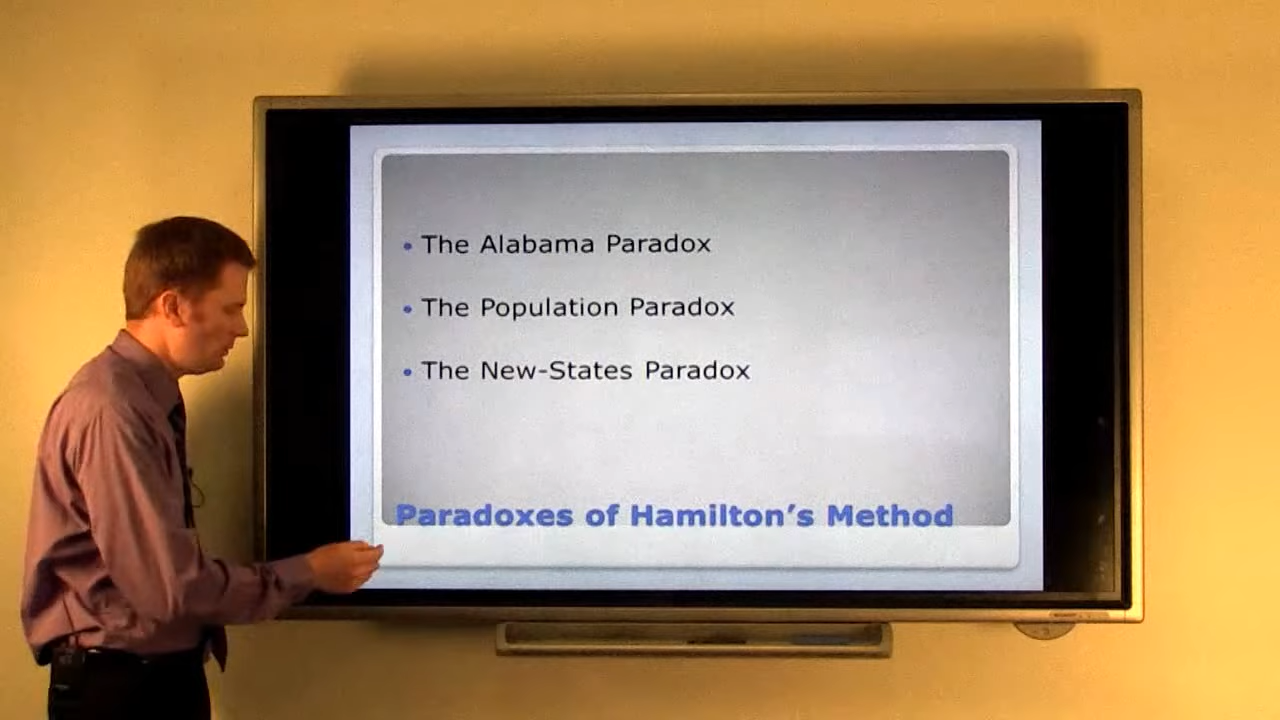 • The Alabama Paradox
• The Population Paradox
• The New-States Paradox
Paradoxes of Hamilton's Method